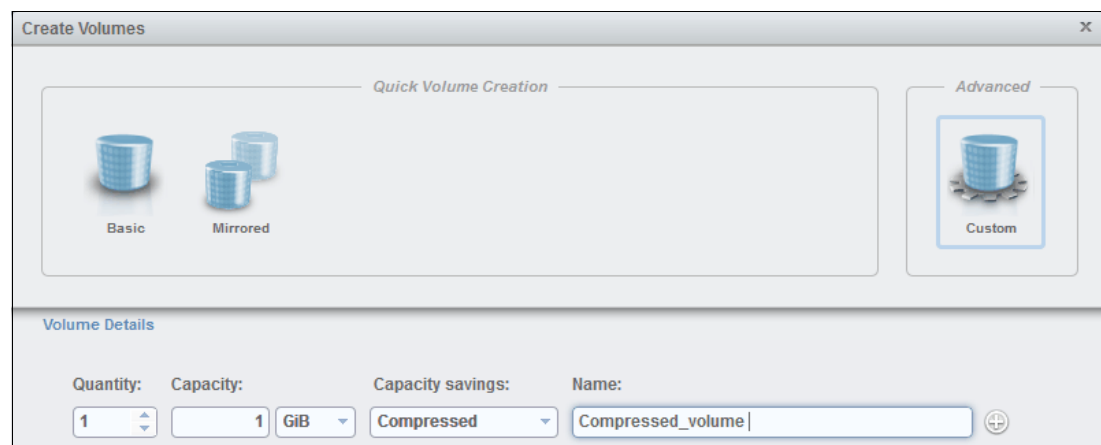 Create Volumes x
Quick Volume Creation Advanced
Basic Mirrored Custom
Volume Details
Quantity: Capacity: Capacity savings: Name:
1 1 GiB Compressed Compressed_volume